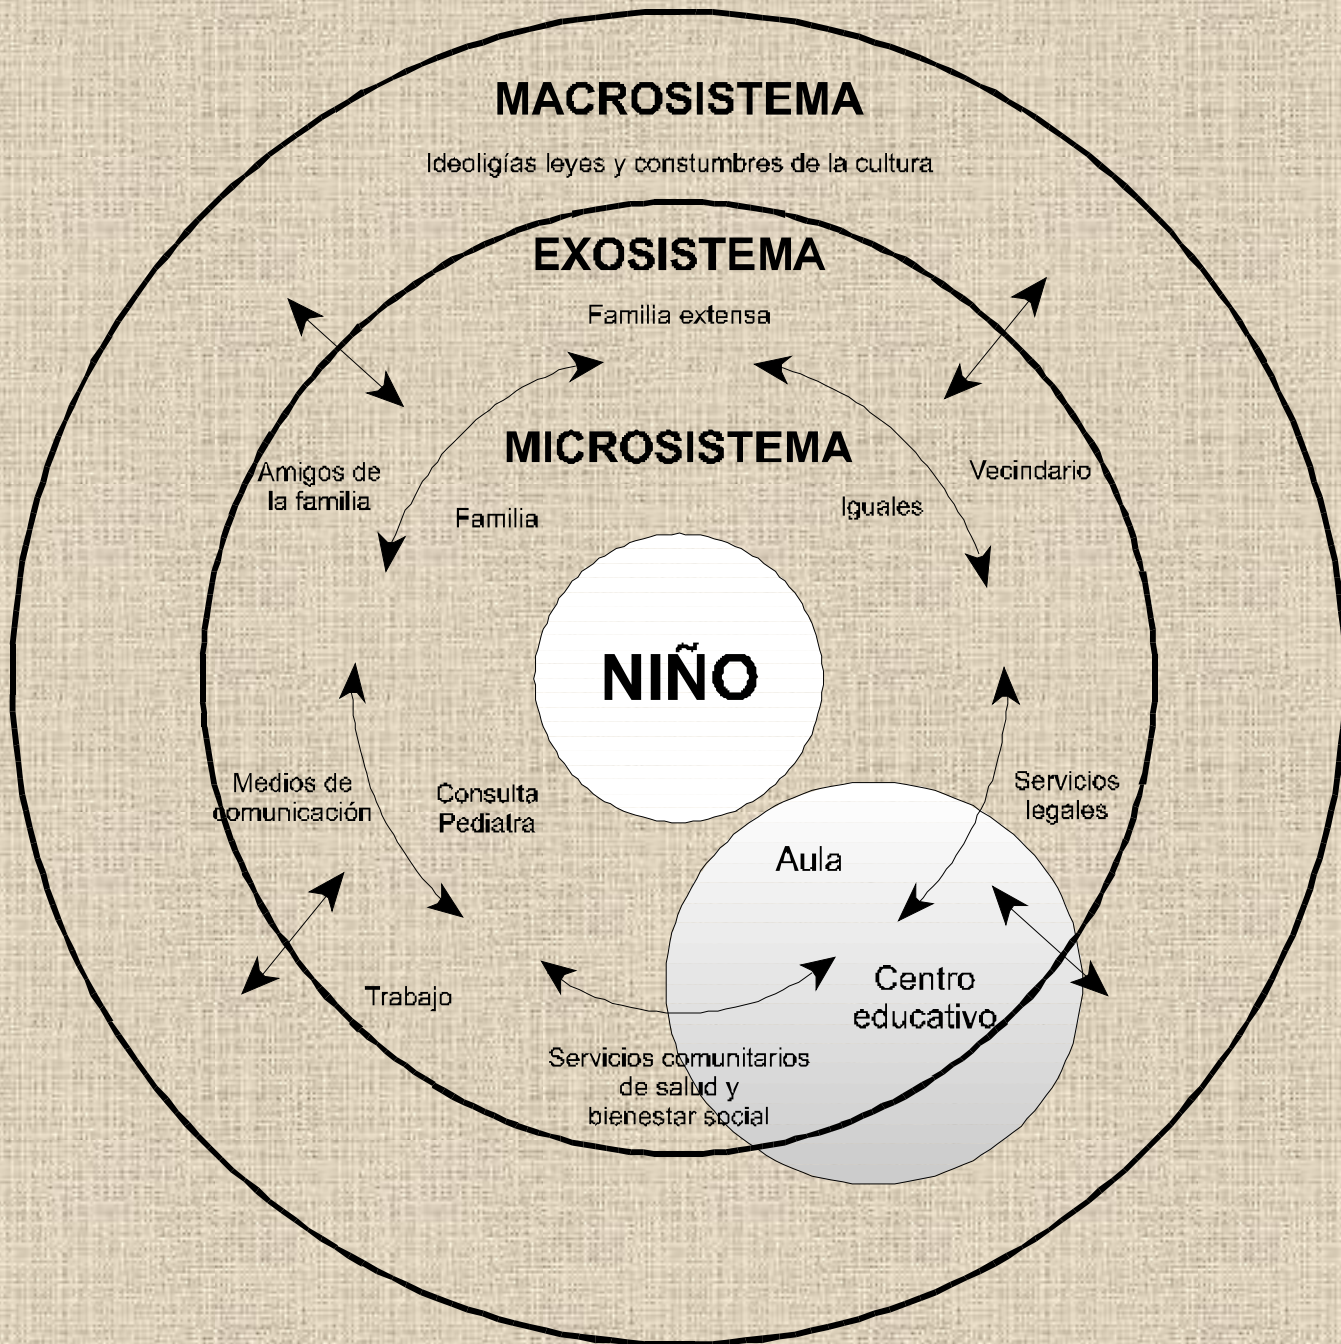 MACROSISTEMA
Ideoligías leyes y constumbres de la cultura
EXOSISTEMA
Familia extensa
MICROSISTEMA
Amigos de
la familia
Vecindario
Familia
Iguales
NIÑO
Medios de
comunicación
Consulta
Pediatra
Servicios
legales
Aula
Centro
educativo
Trabajo
Servicios comunitarios
de salud y
bienestar social